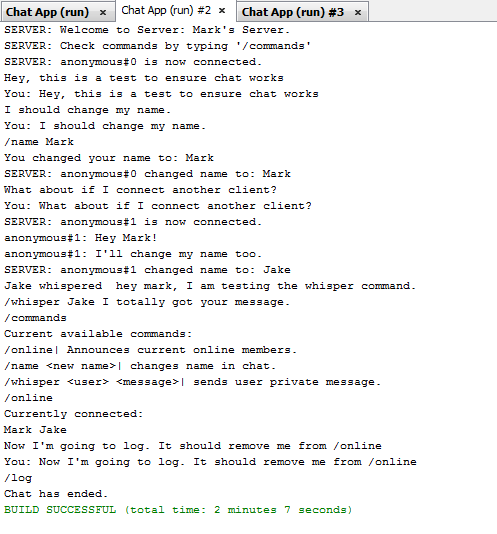 Chat App (run) × Chat App (run) #2 × Chat App (run) #3 ×
SERVER: Welcome to Server: Mark's Server.
SERVER: Check commands by typing '/commands'
SERVER: anonymous#0 is now connected.
Hey, this is a test to ensure chat works
You: Hey, this is a test to ensure chat works
I should change my name.
You: I should change my name.
/name Mark
You changed your name to: Mark
SERVER: anonymous#0 changed name to: Mark
What about if I connect another client?
You: What about if I connect another client?
SERVER: anonymous#1 is now connected.
anonymous#1: Hey Mark!
anonymous#1: I'll change my name too.
SERVER: anonymous#1 changed name to: Jake
Jake whispered  hey mark, I am testing the whisper command.
/whisper Jake I totally got your message.
/commands
Current available commands:
/online| Announces current online members.
/name <new name>| changes name in chat.
/whisper <user> <message>| sends user private message.
/online
Currently connected:
Mark Jake
Now I'm going to log. It should remove me from /online
You: Now I'm going to log. It should remove me from /online
/log
Chat has ended.
BUILD SUCCESSFUL (total time: 2 minutes 7 seconds)